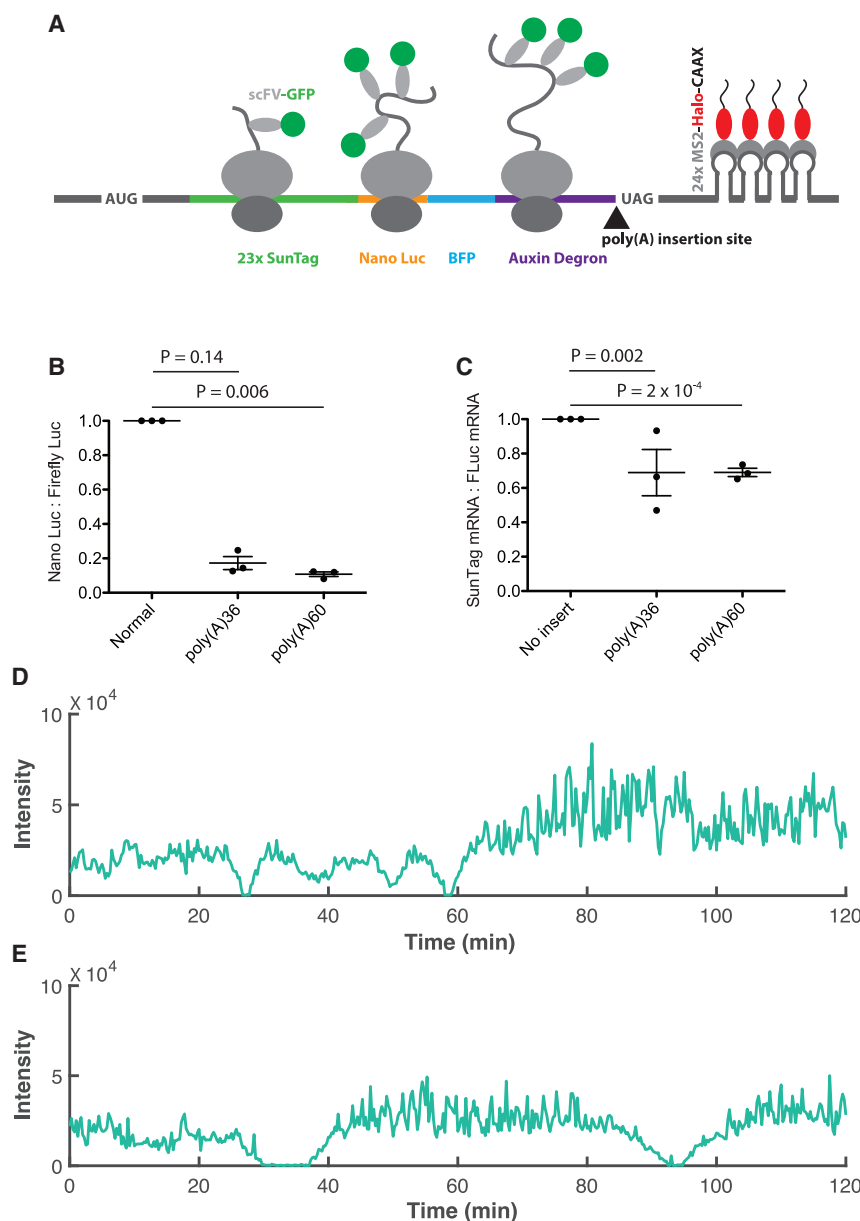 A
scFV-GFP
24x MS2-Halo-CAAX
AUG
UAG
poly(A) insertion site
23x SunTag
Nano Luc
BFP
Auxin Degron
B
P = 0.14
P = 0.006
Nano Luc : Firefly Luc
1.0
0.8
0.6
0.4
0.2
0.0
Normal
poly(A)36
poly(A)60
C
P = 0.002
P = 2 x 10-4
SunTag mRNA : FLuc mRNA
1.0
0.8
0.6
0.4
0.2
0.0
No insert
poly(A)36
poly(A)60
D
X 10^4
10
5
0
Intensity
0 20 40 60 80 100 120
Time (min)
E
X 10^4
10
5
0
Intensity
0 20 40 60 80 100 120
Time (min)